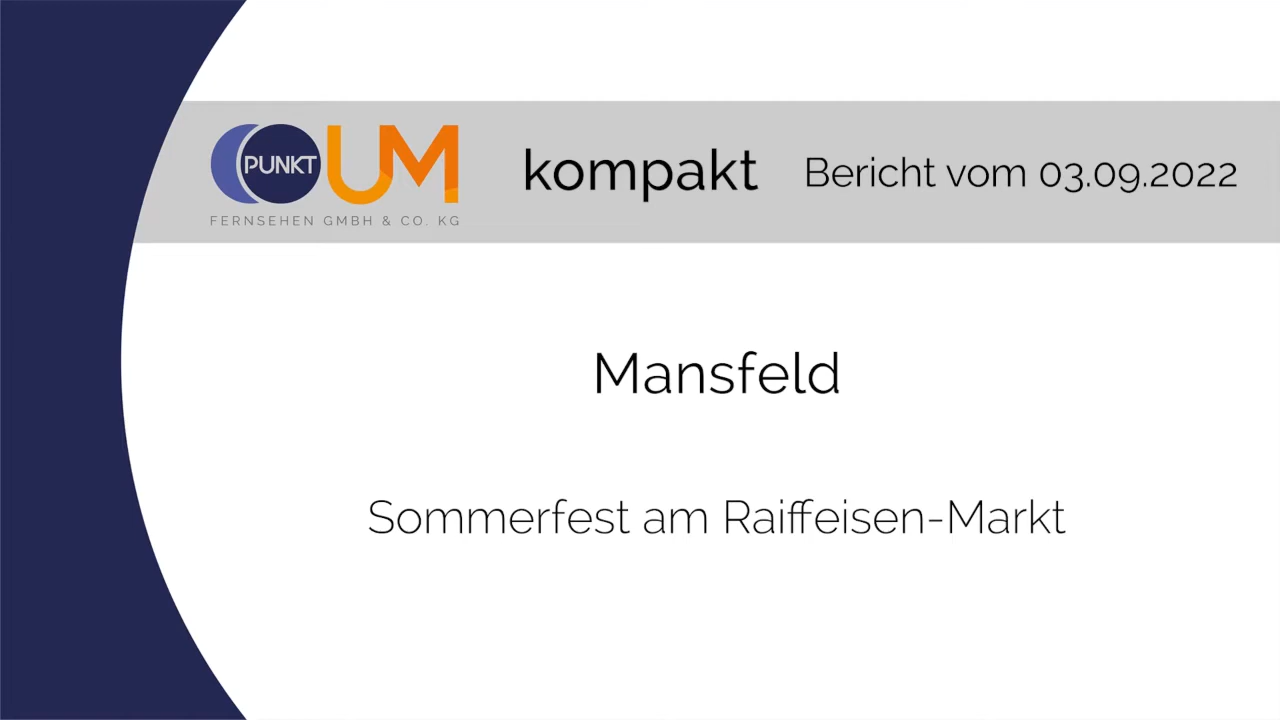 PUNKT UM kompakt Bericht vom 03.09.2022
FERNSEHEN GMBH & CO. KG
Mansfeld
Sommerfest am Raiffeisen-Markt